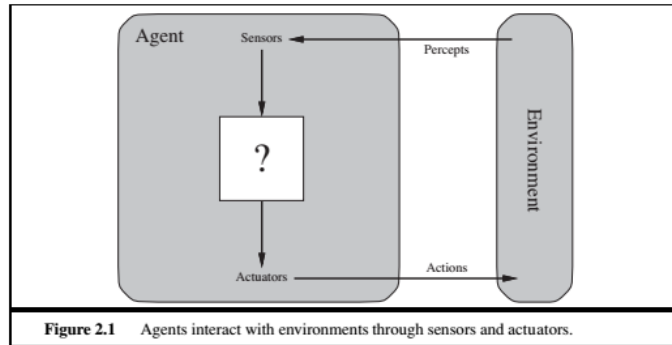 Agent
Sensors
Percepts
Environment
?
Actuators
Actions
Figure 2.1 Agents interact with environments through sensors and actuators.